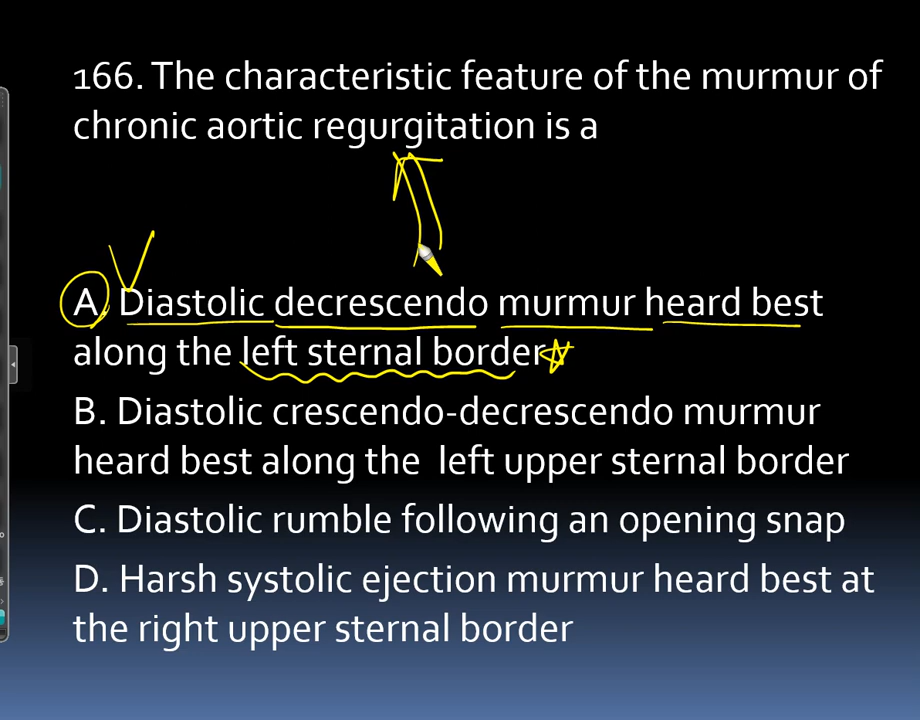 166. The characteristic feature of the murmur of
chronic aortic regurgitation is a
A. Diastolic decrescendo murmur heard best
along the left sternal border
B. Diastolic crescendo-decrescendo murmur
heard best along the left upper sternal border
C. Diastolic rumble following an opening snap
D. Harsh systolic ejection murmur heard best at
the right upper sternal border